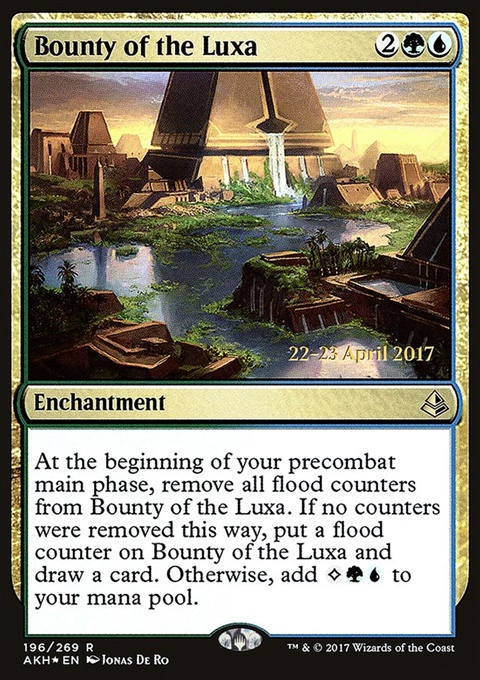 Bounty of the Luxa 2
22–23 April 2017
Enchantment
At the beginning of your precombat
main phase, remove all flood counters
from Bounty of the Luxa. If no counters
were removed this way, put a flood
counter on Bounty of the Luxa and
draw a card. Otherwise, add to
your mana pool.
196/269 R
™ & © 2017 Wizards of the Coast
AKH★EN Jonas De Ro